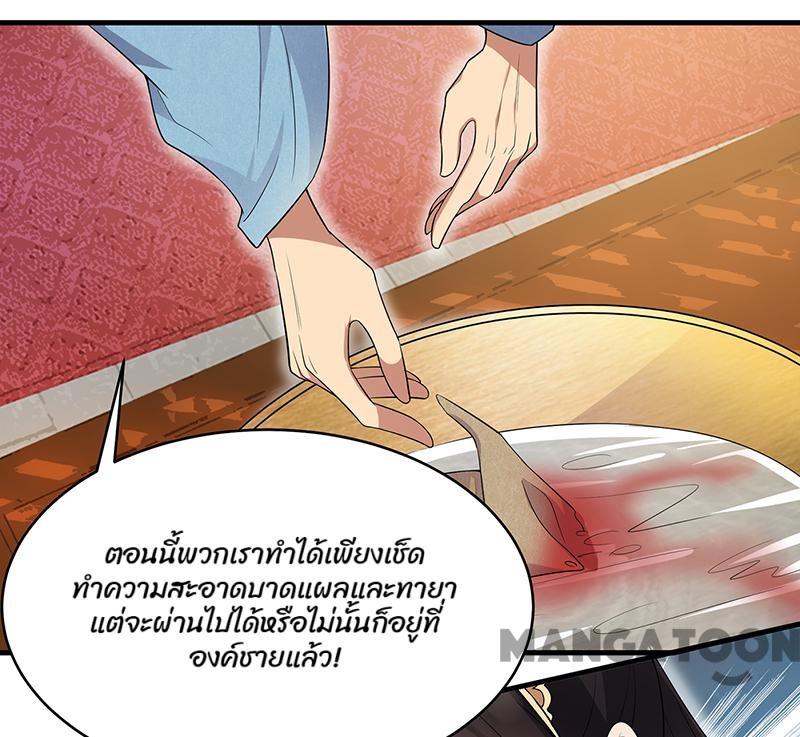 ตอนนี้พวกเราทำได้เพียงเช็ด
ทำความสะอาดบาดแผลและทายา
แต่จะผ่านไปได้หรือไม่นั้นก็อยู่ที่
องค์ชายแล้ว!
MANGATOON